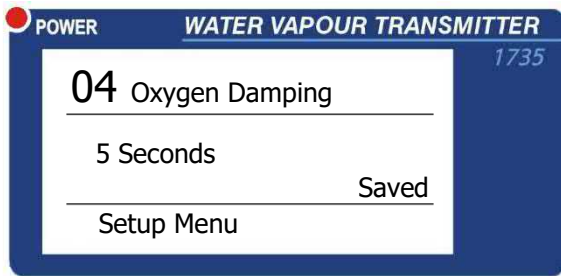 POWER WATER VAPOUR TRANSMITTER
1735
04 Oxygen Damping
5 Seconds
Saved
Setup Menu